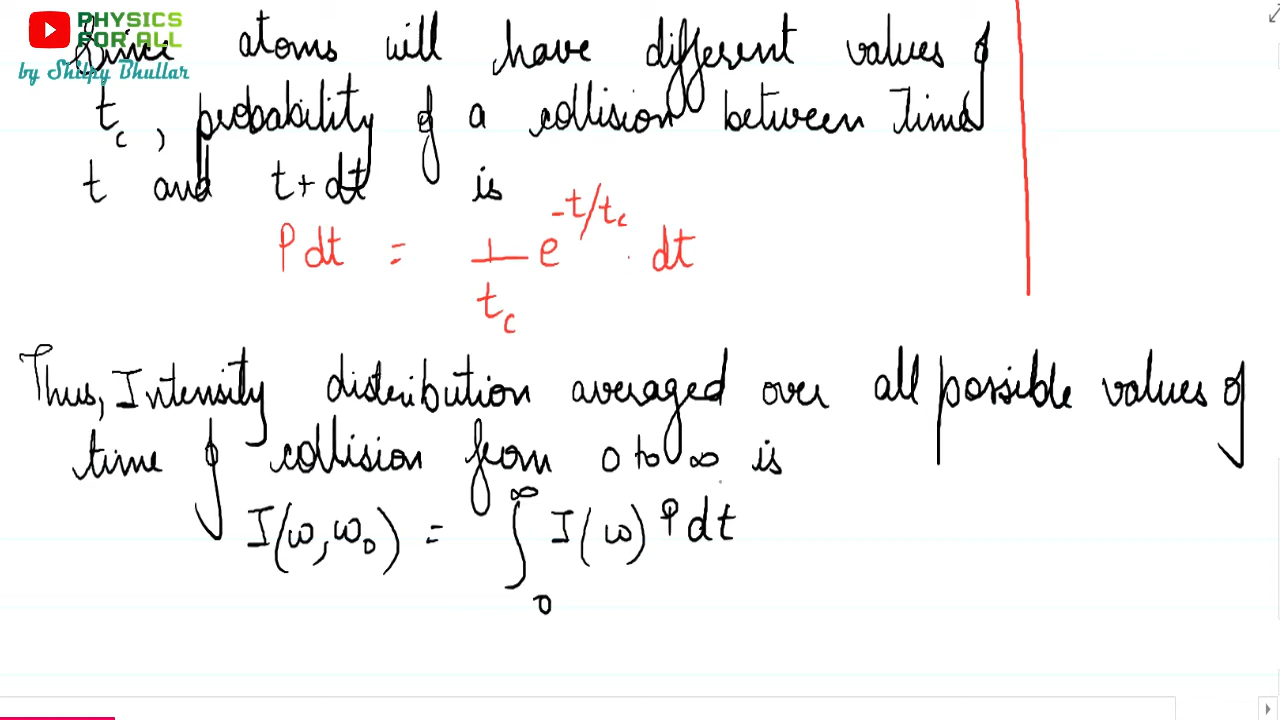 PHYSICS
FOR ALL
by Shilpy Bhullar
Since atoms will have different values of
t_c, probability of a collision between Time
t and t+dt is
P dt = 1/t_c e^{-t/t_c} . dt
Thus, Intensity distribution averaged over all possible values of
time of collision from 0 to ∞ is
I(ω, ω_0) = ∫_0^∞ I(ω) P dt